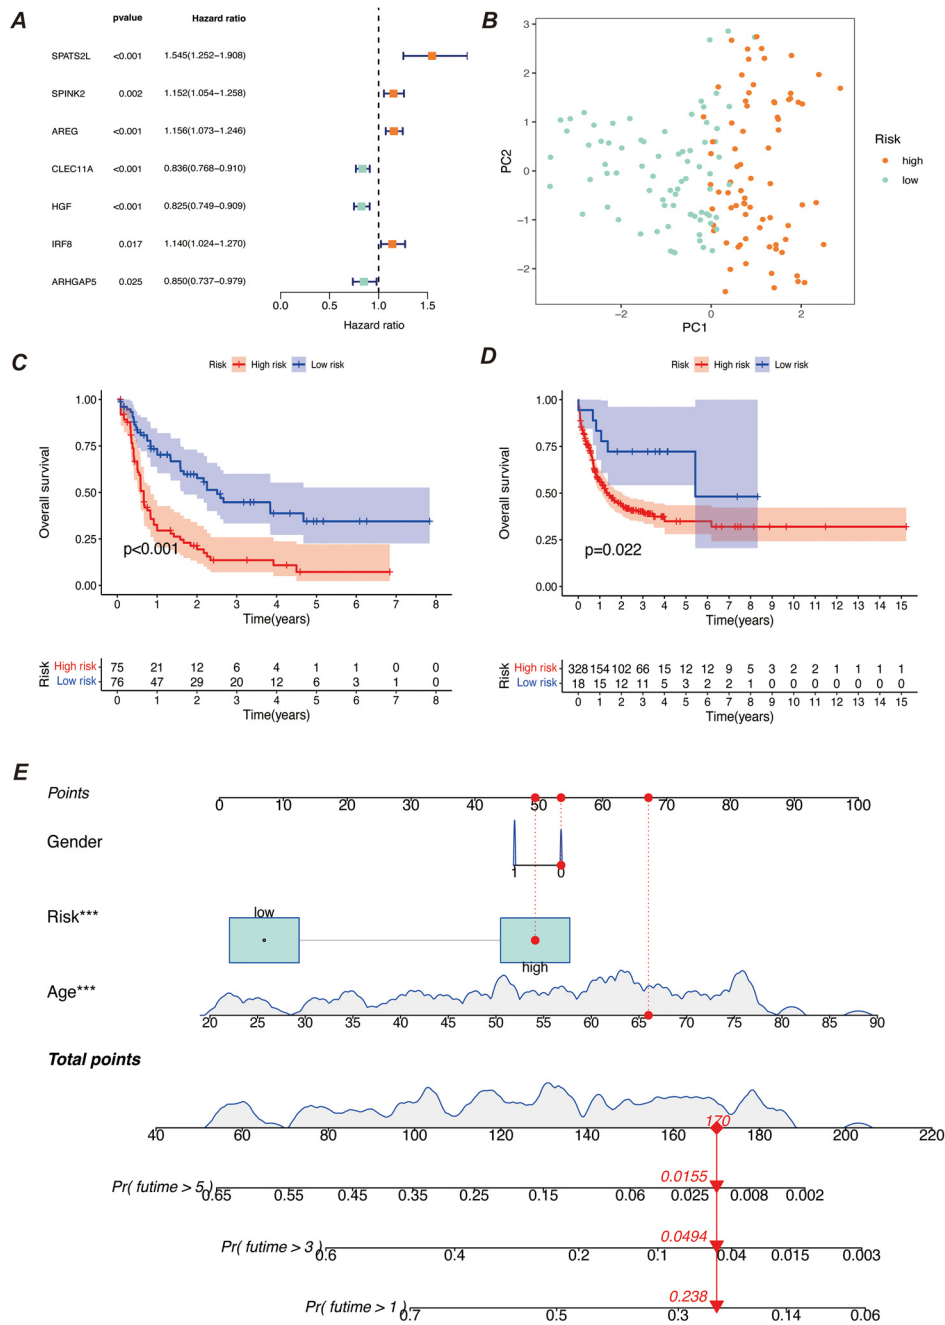 A
pvalue Hazard ratio
SPATS2L <0.001 1.545(1.252−1.908)
SPINK2 0.002 1.152(1.054−1.258)
AREG <0.001 1.156(1.073−1.246)
CLEC11A <0.001 0.836(0.768−0.910)
HGF <0.001 0.825(0.749−0.909)
IRF8 0.017 1.140(1.024−1.270)
ARHGAP5 0.025 0.850(0.737−0.979)
0.0 0.5 1.0 1.5
Hazard ratio
B
3
2
1
0
−1
−2
PC2
−2 0 2
PC1
Risk
high
low
C
Risk High risk Low risk
1.00
0.75
0.50
0.25
0.00
Overall survival
p<0.001
0 1 2 3 4 5 6 7 8
Time(years)
Risk
High risk 75 21 12 6 4 1 1 0 0
Low risk 76 47 29 20 12 6 3 1 0
0 1 2 3 4 5 6 7 8
Time(years)
D
Risk High risk Low risk
1.00
0.75
0.50
0.25
0.00
Overall survival
p=0.022
0 1 2 3 4 5 6 7 8 9 10 11 12 13 14 15
Time(years)
Risk
High risk 328 154 102 66 15 12 12 9 5 3 2 2 1 1 1 1
Low risk 18 15 12 11 5 3 2 2 1 0 0 0 0 0 0 0
0 1 2 3 4 5 6 7 8 9 10 11 12 13 14 15
Time(years)
E
Points
0 10 20 30 40 50 60 70 80 90 100
Gender
1 0
Risk***
low
high
Age***
20 25 30 35 40 45 50 55 60 65 70 75 80 85 90
Total points
170
40 60 80 100 120 140 160 180 200 220
0.0155
Pr( futime > 5 )
0.65 0.55 0.45 0.35 0.25 0.15 0.06 0.025 0.008 0.002
0.0494
Pr( futime > 3 )
0.6 0.4 0.2 0.1 0.04 0.015 0.003
0.238
Pr( futime > 1 )
0.7 0.5 0.3 0.14 0.06